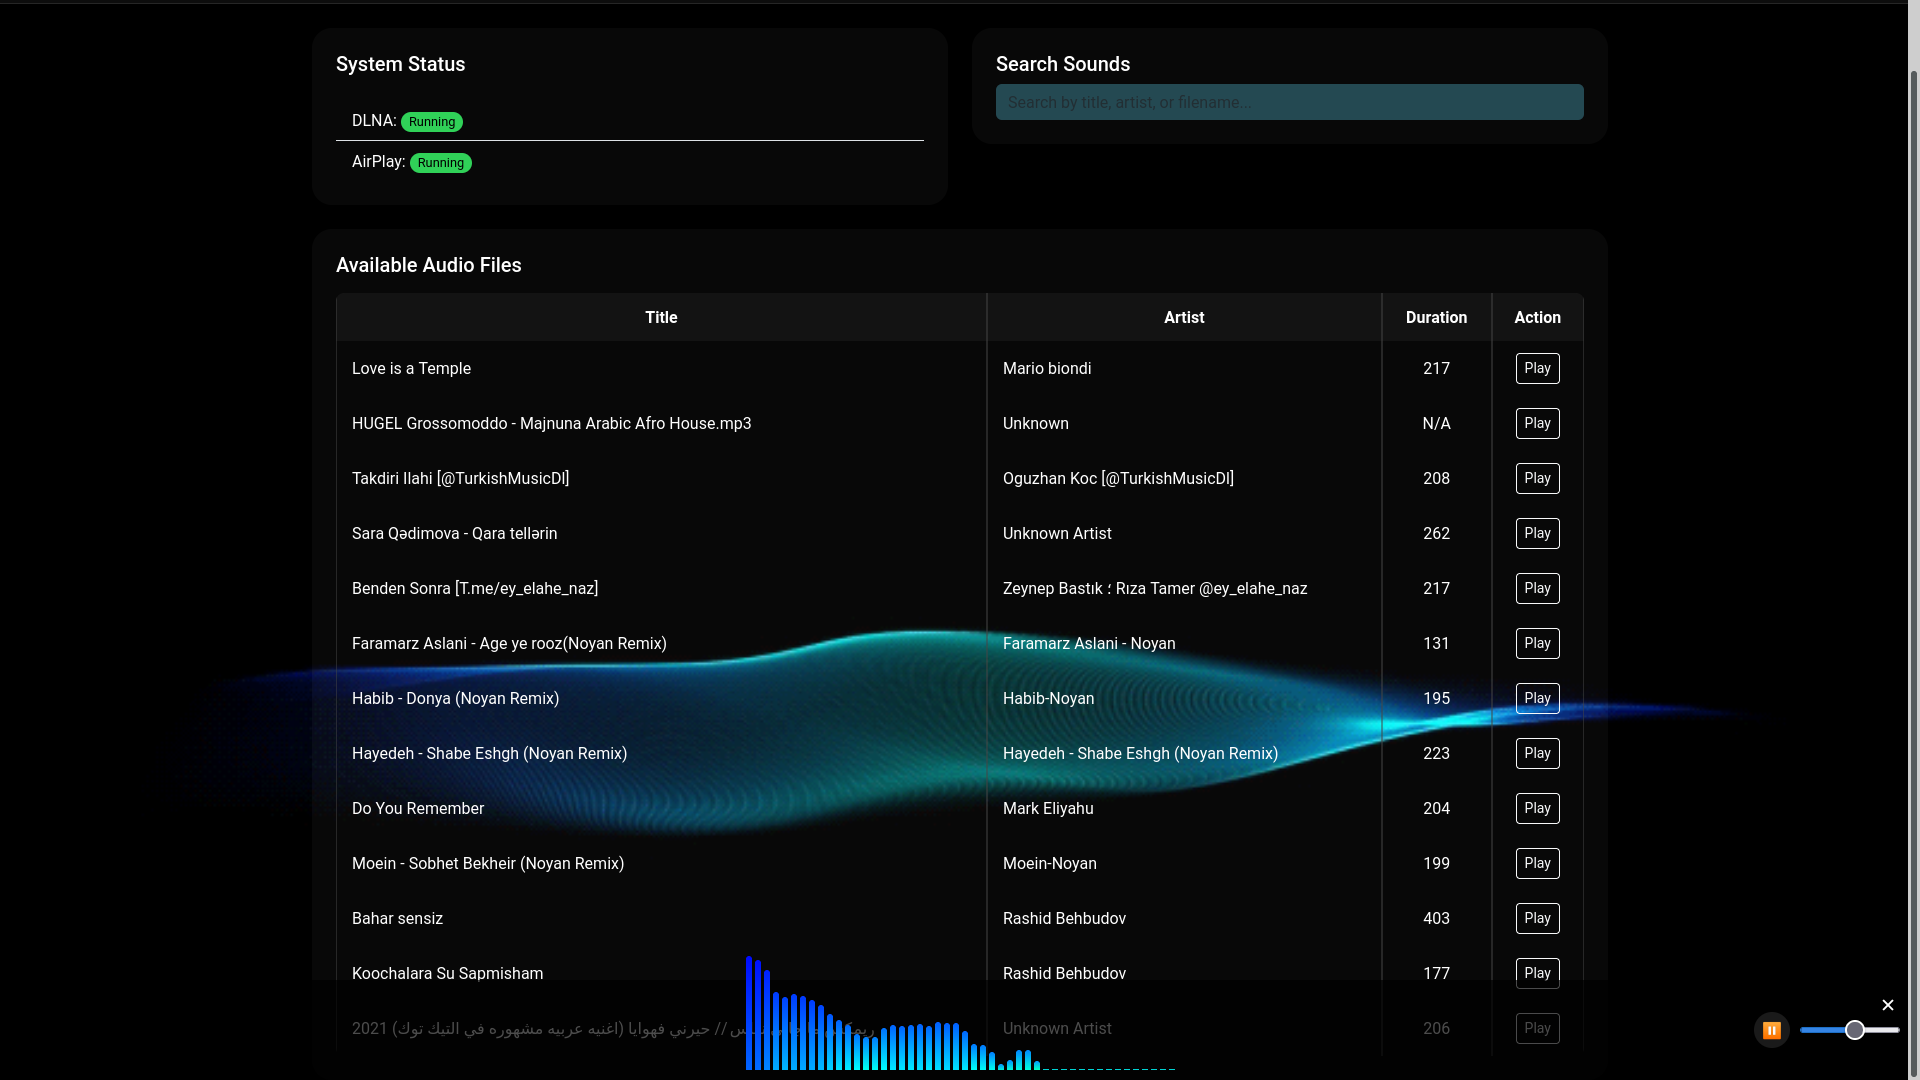 System Status
DLNA: Running
AirPlay: Running
Search Sounds
Search by title, artist, or filename...
Available Audio Files
Title Artist Duration Action
Love is a Temple Mario biondi 217 Play
HUGEL Grossomoddo - Majnuna Arabic Afro House.mp3 Unknown N/A Play
Takdiri Ilahi [@TurkishMusicDl] Oguzhan Koc [@TurkishMusicDl] 208 Play
Sara Qədimova - Qara tellərin Unknown Artist 262 Play
Benden Sonra [T.me/ey_elahe_naz] Zeynep Bastık ؛ Rıza Tamer @ey_elahe_naz 217 Play
Faramarz Aslani - Age ye rooz(Noyan Remix) Faramarz Aslani - Noyan 131 Play
Habib - Donya (Noyan Remix) Habib-Noyan 195 Play
Hayedeh - Shabe Eshgh (Noyan Remix) Hayedeh - Shabe Eshgh (Noyan Remix) 223 Play
Do You Remember Mark Eliyahu 204 Play
Moein - Sobhet Bekheir (Noyan Remix) Moein-Noyan 199 Play
Bahar sensiz Rashid Behbudov 403 Play
Koochalara Su Sapmisham Rashid Behbudov 177 Play
// حيرني فهوايا (اغنيه عربيه مشهوره في التيك توك) 2021 Unknown Artist 206 Play